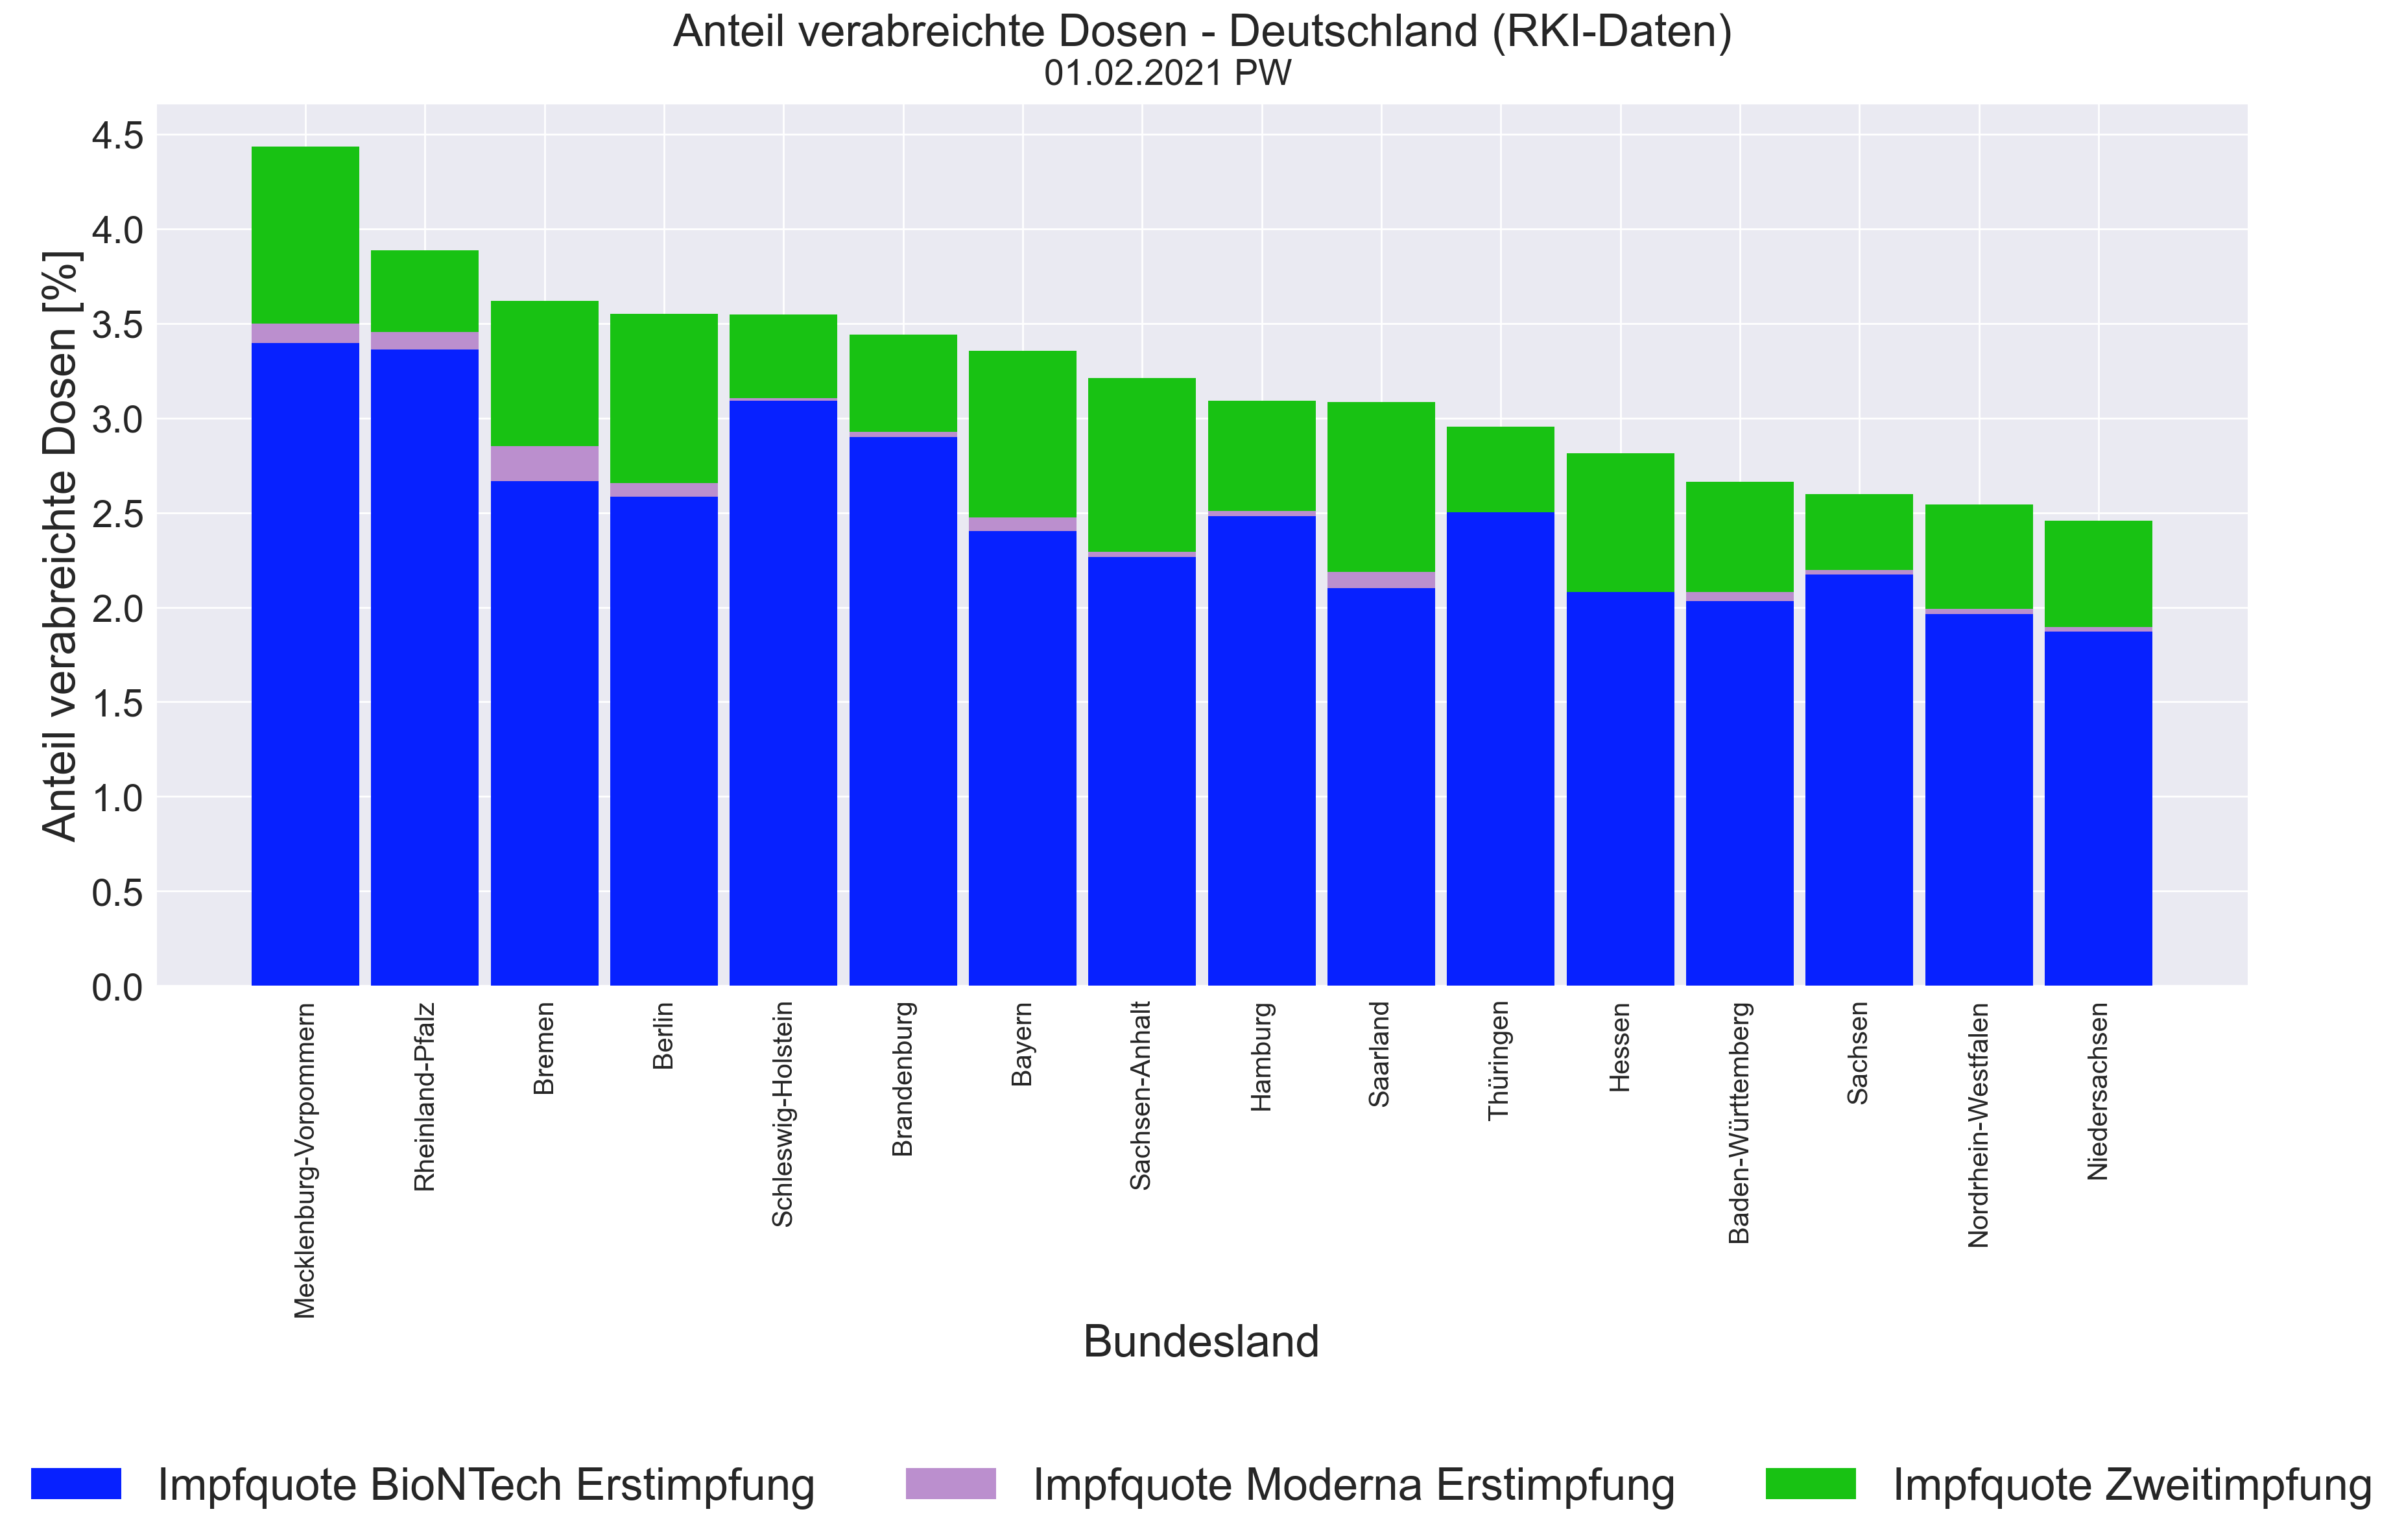 Anteil verabreichte Dosen - Deutschland (RKI-Daten)
01.02.2021 PW
Anteil verabreichte Dosen [%]
4.5
4.0
3.5
3.0
2.5
2.0
1.5
1.0
0.5
0.0
Mecklenburg-Vorpommern
Rheinland-Pfalz
Bremen
Berlin
Schleswig-Holstein
Brandenburg
Bayern
Sachsen-Anhalt
Hamburg
Saarland
Thüringen
Hessen
Baden-Württemberg
Sachsen
Nordrhein-Westfalen
Niedersachsen
Bundesland
Impfquote BioNTech Erstimpfung
Impfquote Moderna Erstimpfung
Impfquote Zweitimpfung